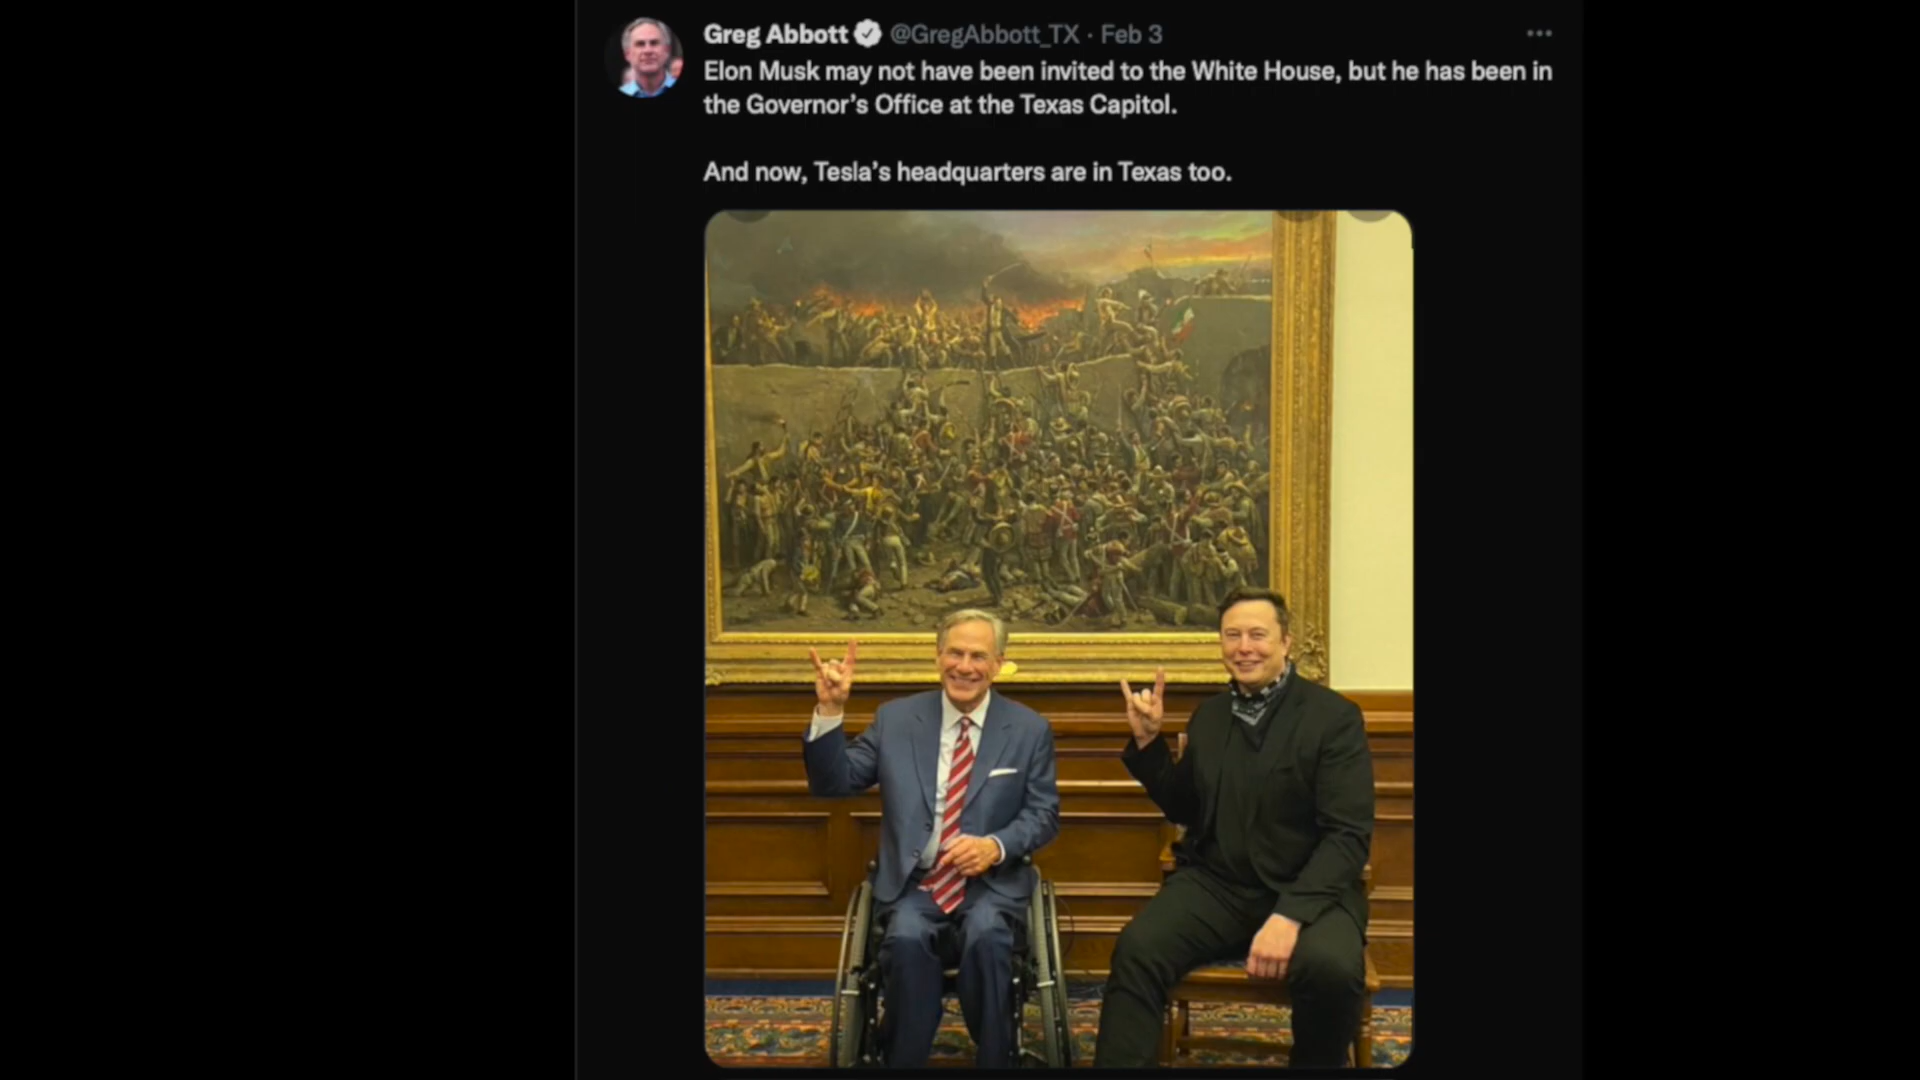 Greg Abbott @GregAbbott_TX · Feb 3
Elon Musk may not have been invited to the White House, but he has been in
the Governor’s Office at the Texas Capitol.
And now, Tesla’s headquarters are in Texas too.